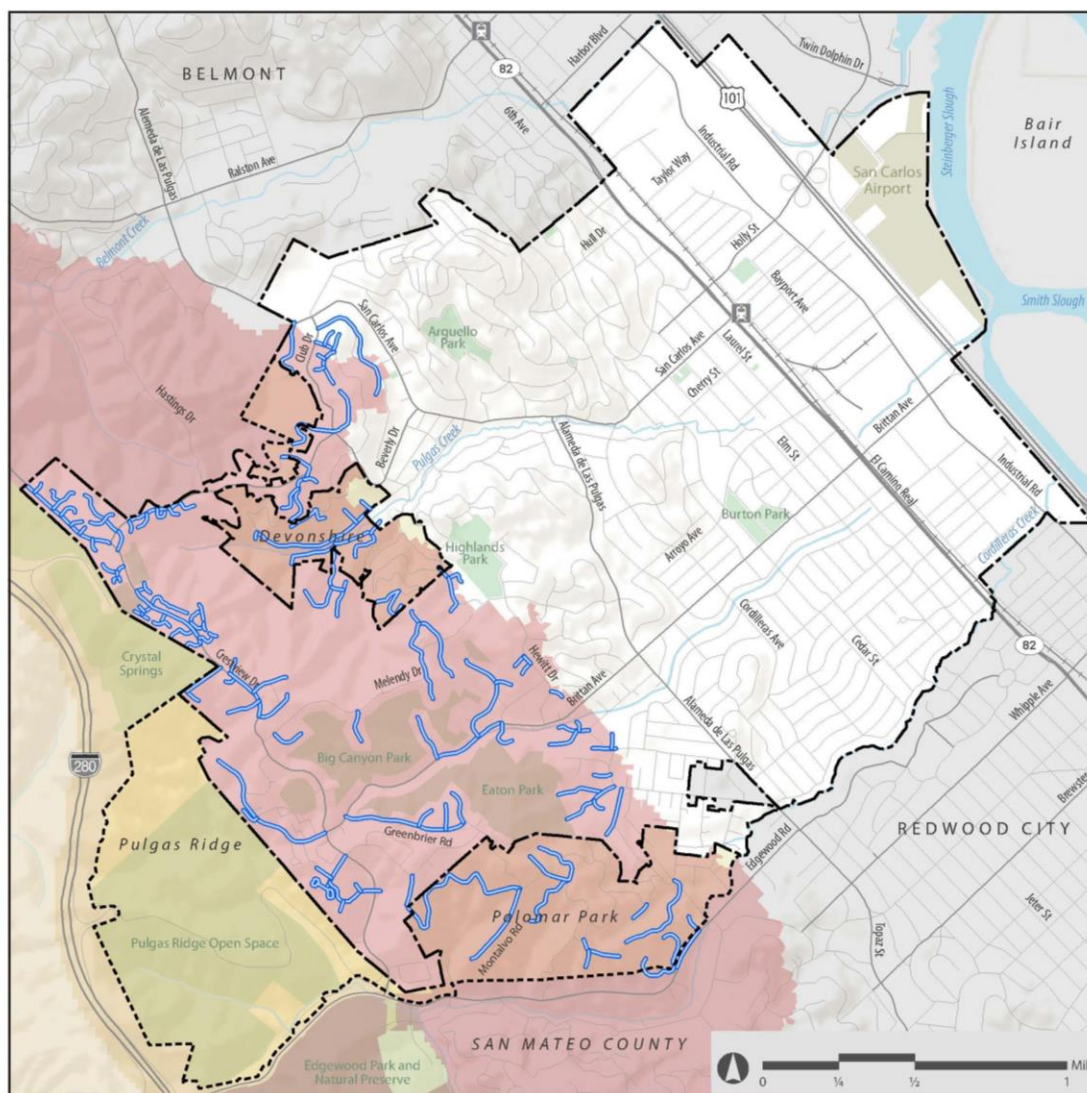 BELMONT
Harbor Blvd
Twin Dolphin Dr
82
6th Ave
101
Steinberger Slough
Bair
Island
Alameda de Las Pulgas
Ralston Ave
Industrial Rd
Taylor Way
San Carlos
Airport
Belmont Creek
Hull Dr
Holly St
Bayport Ave
Smith Slough
San Carlos Ave
Club Dr
Arguello
Park
San Carlos Ave
Laurel St
Cherry St
Hastings Dr
Beverly Dr
Pulgas Creek
Alameda de Las Pulgas
Elm St
Brittan Ave
El Camino Real
Industrial Rd
Devonshire
Highlands
Park
Burton Park
Arroyo Ave
Cordilleras Creek
Crystal
Springs
Crestview Dr
Melendy Dr
Hewitt Dr
Brittan Ave
Cordilleras Ave
Cedar St
82
Whipple Ave
Alameda de Las Pulgas
280
Big Canyon Park
Eaton Park
Brewste
Pulgas Ridge
Greenbrier Rd
Edgewood Rd
REDWOOD CITY
Palomar Park
Montalvo Rd
Jeter St
Topaz St
Pulgas Ridge Open Space
SAN MATEO COUNTY
Edgewood Park and
Natural Preserve
Mil
0 ¼ ½ 1